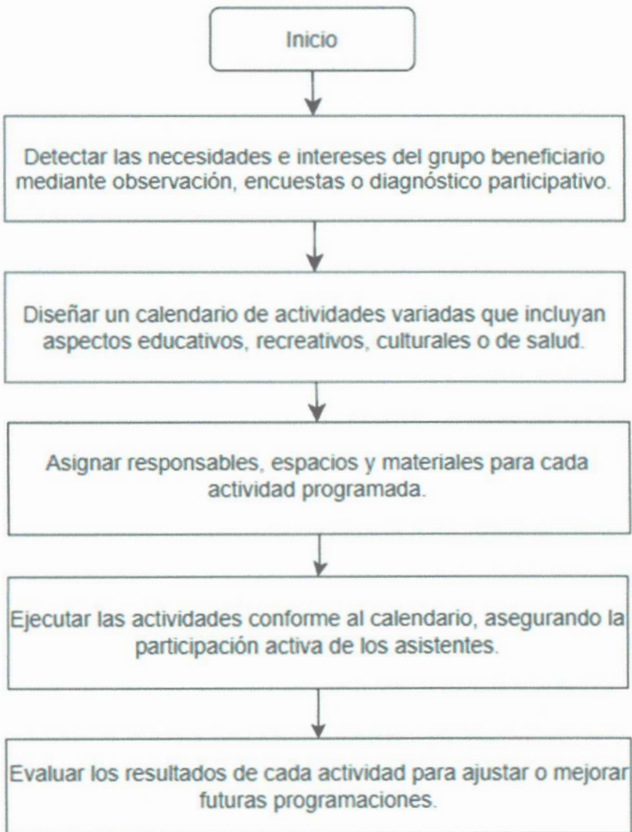 Inicio
Detectar las necesidades e intereses del grupo beneficiario
mediante observación, encuestas o diagnóstico participativo.
Diseñar un calendario de actividades variadas que incluyan
aspectos educativos, recreativos, culturales o de salud.
Asignar responsables, espacios y materiales para cada
actividad programada.
Ejecutar las actividades conforme al calendario, asegurando la
participación activa de los asistentes.
Evaluar los resultados de cada actividad para ajustar o mejorar
futuras programaciones.